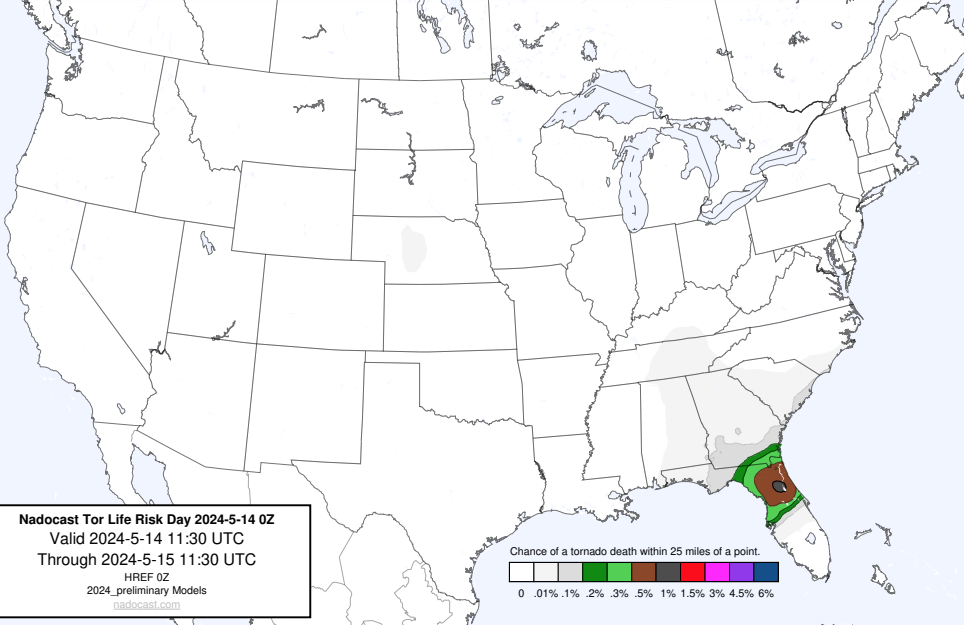 Nadocast Tor Life Risk Day 2024-5-14 0Z
Valid 2024-5-14 11:30 UTC
Through 2024-5-15 11:30 UTC
HREF 0Z
2024_preliminary Models
nadocast.com
Chance of a tornado death within 25 miles of a point.
0 .01% .1% .2% .3% .5% 1% 1.5% 3% 4.5% 6%